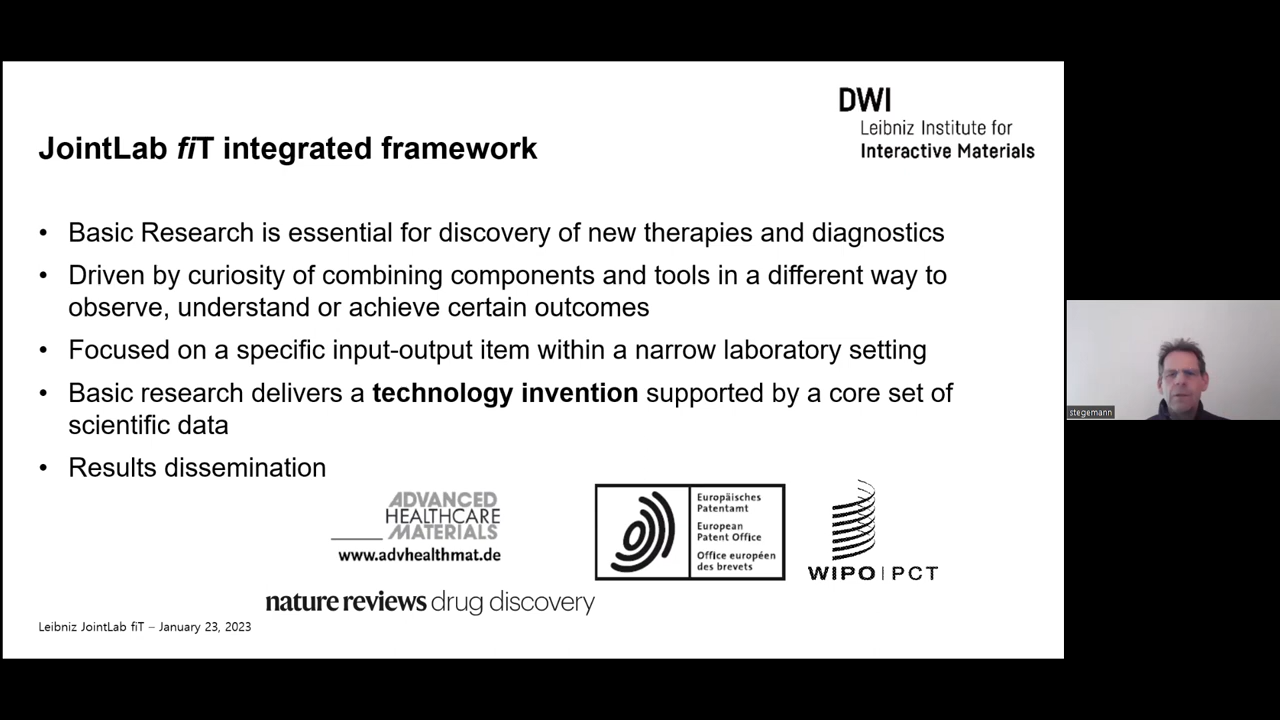 DWI
Leibniz Institute for
Interactive Materials
JointLab fiT integrated framework
• Basic Research is essential for discovery of new therapies and diagnostics
• Driven by curiosity of combining components and tools in a different way to
observe, understand or achieve certain outcomes
• Focused on a specific input-output item within a narrow laboratory setting
• Basic research delivers a technology invention supported by a core set of
scientific data
• Results dissemination
ADVANCED
HEALTHCARE
MATERIALS
www.advhealthmat.de
Europäisches
Patentamt
European
Patent Office
Office européen
des brevets
WIPO|PCT
nature reviews drug discovery
Leibniz JointLab fiT – January 23, 2023
stegemann